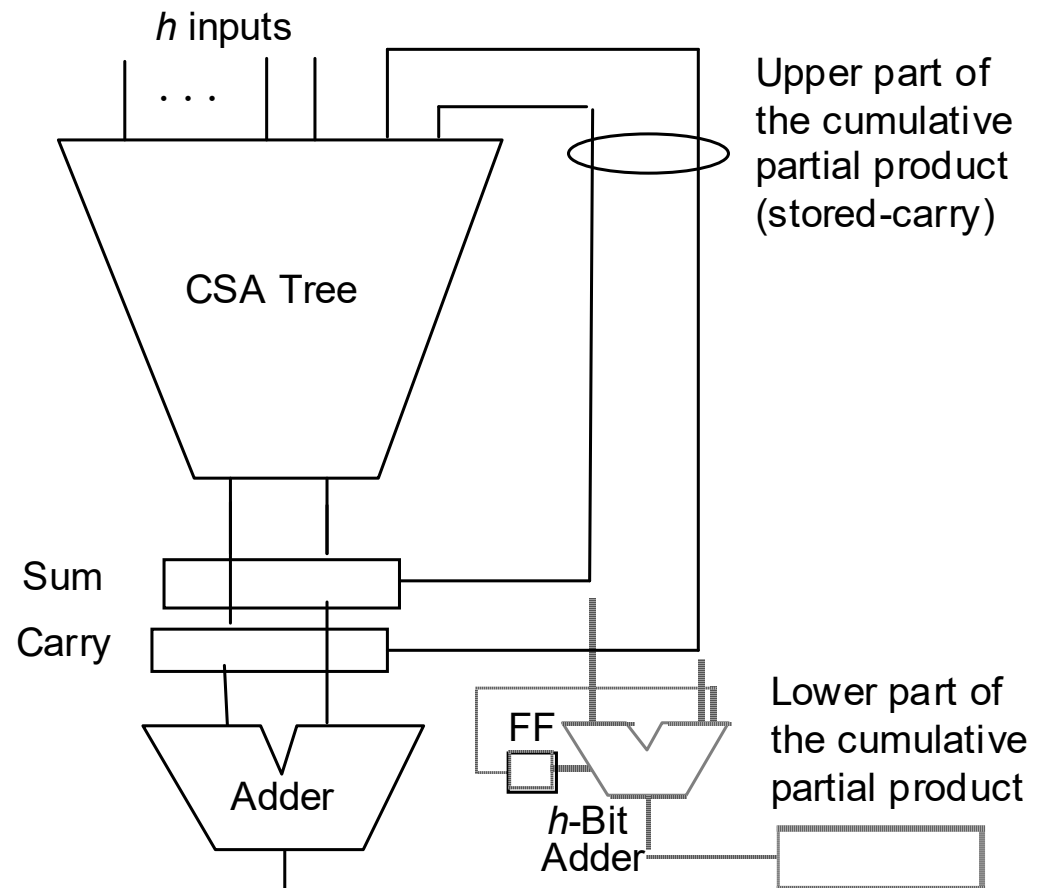 h inputs
. . .
Upper part of
the cumulative
partial product
(stored-carry)
CSA Tree
Sum
Carry
Adder
FF
h-Bit
Adder
Lower part of
the cumulative
partial product